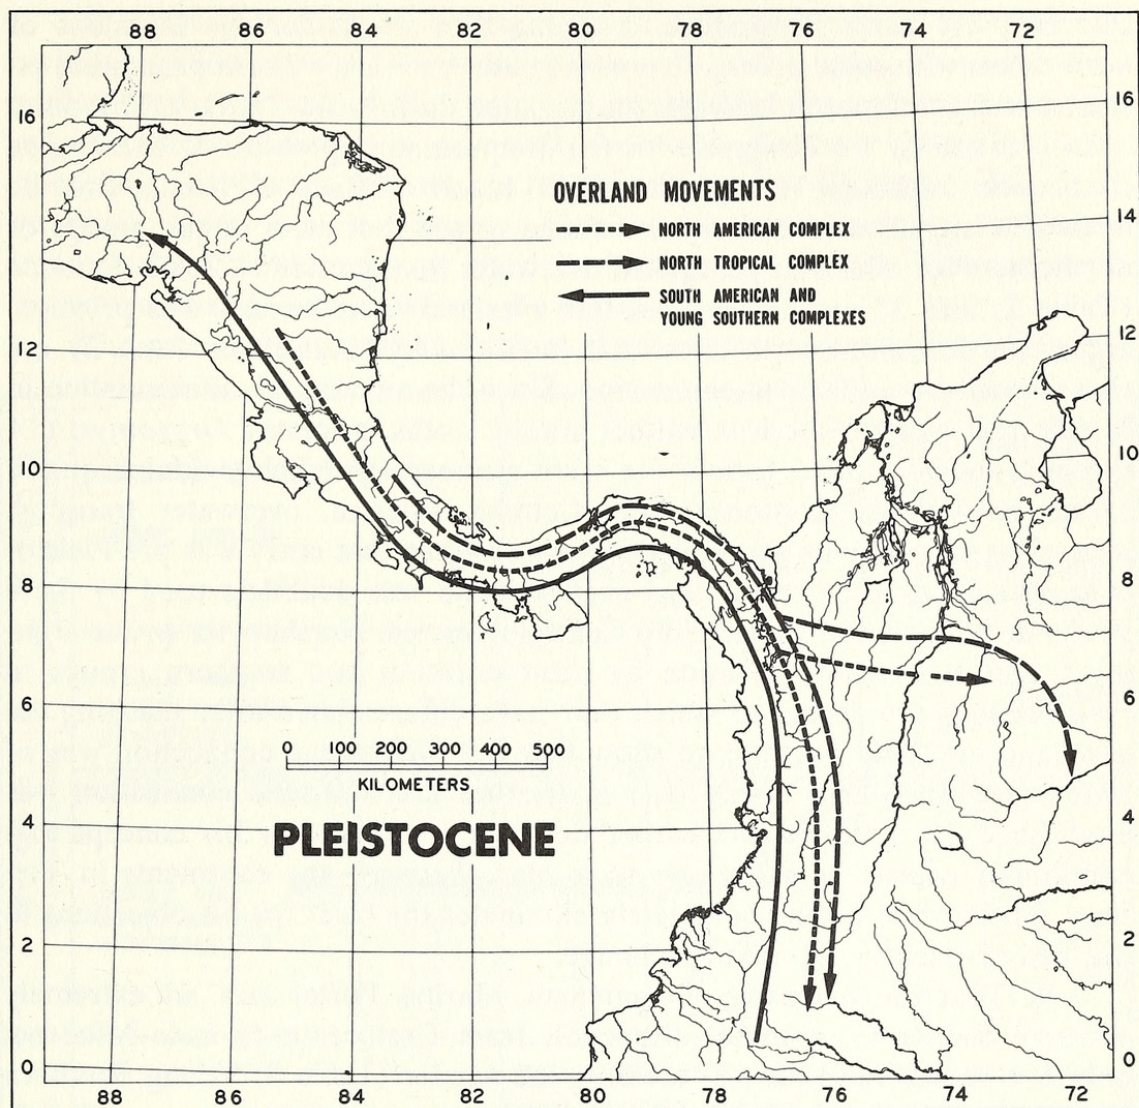 88 86 84 82 80 78 76 74 72
16 16
OVERLAND MOVEMENTS
NORTH AMERICAN COMPLEX
14
NORTH TROPICAL COMPLEX
SOUTH AMERICAN AND
YOUNG SOUTHERN COMPLEXES
12 12
10 10
8 8
6 6
0 100 200 300 400 500
KILOMETERS
PLEISTOCENE
4 4
2 2
0 0
88 86 84 82 80 78 76 74 72